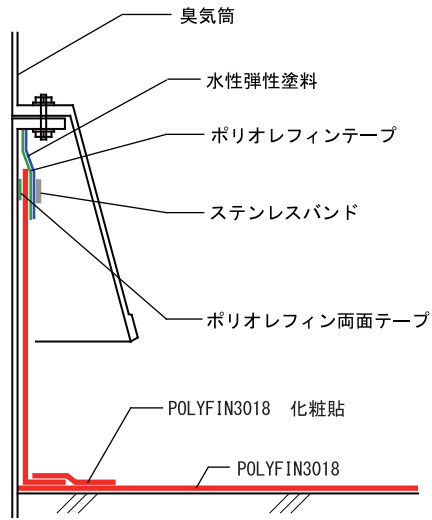 臭気筒
水性弾性塗料
ポリオレフィンテープ
ステンレスバンド
ポリオレフィン両面テープ
POLYFIN3018 化粧貼
POLYFIN3018